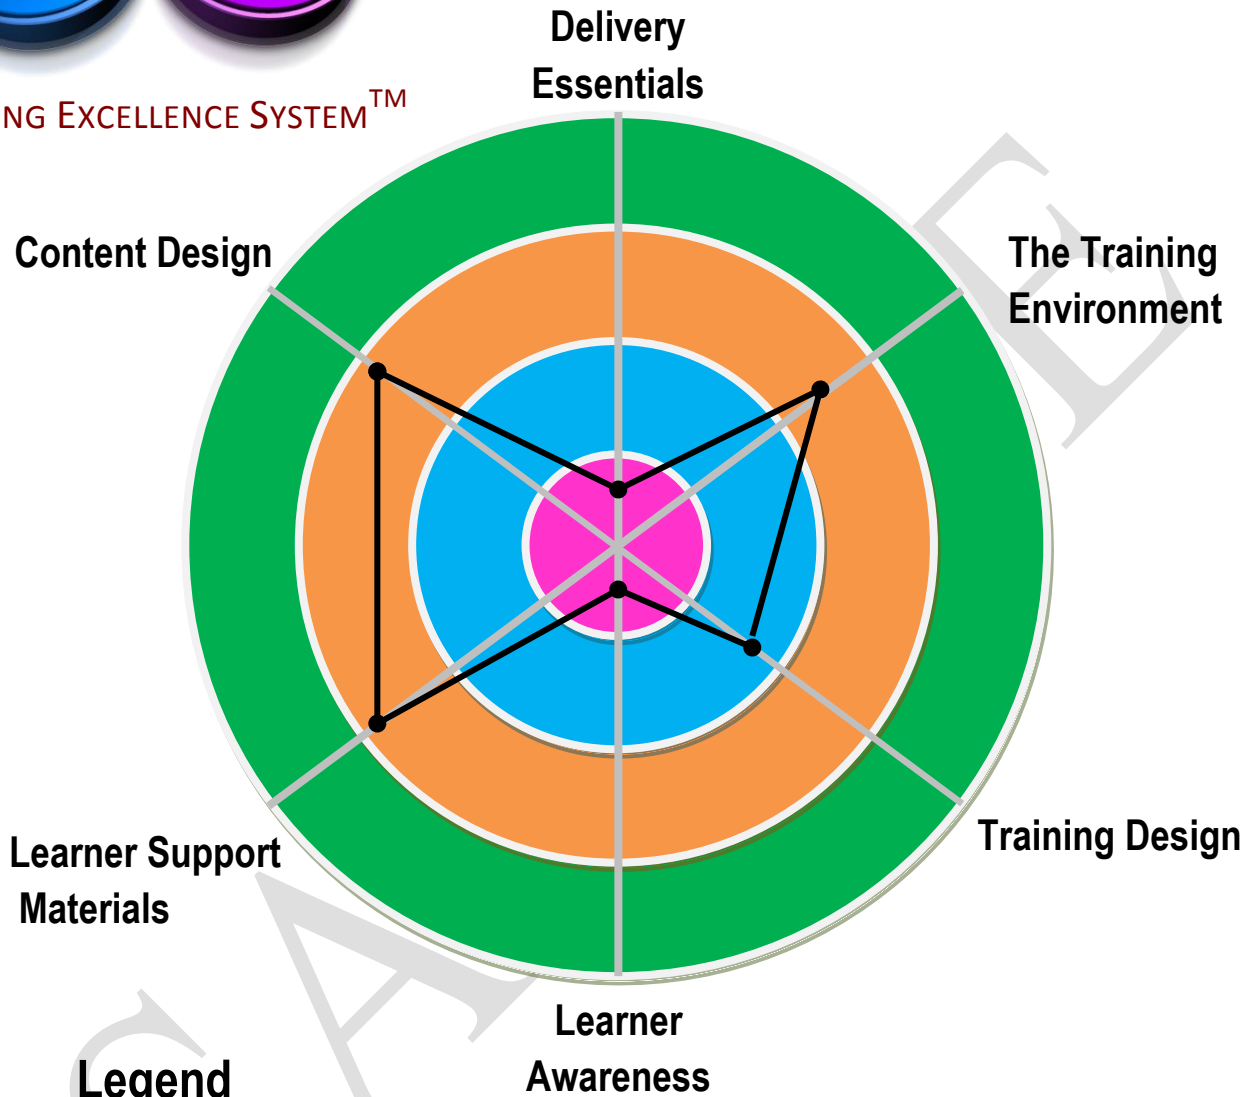 Delivery
Essentials
NG EXCELLENCE SYSTEM™
Content Design
The Training
Environment
Learner Support
Materials
Training Design
Learner
Awareness
Legend